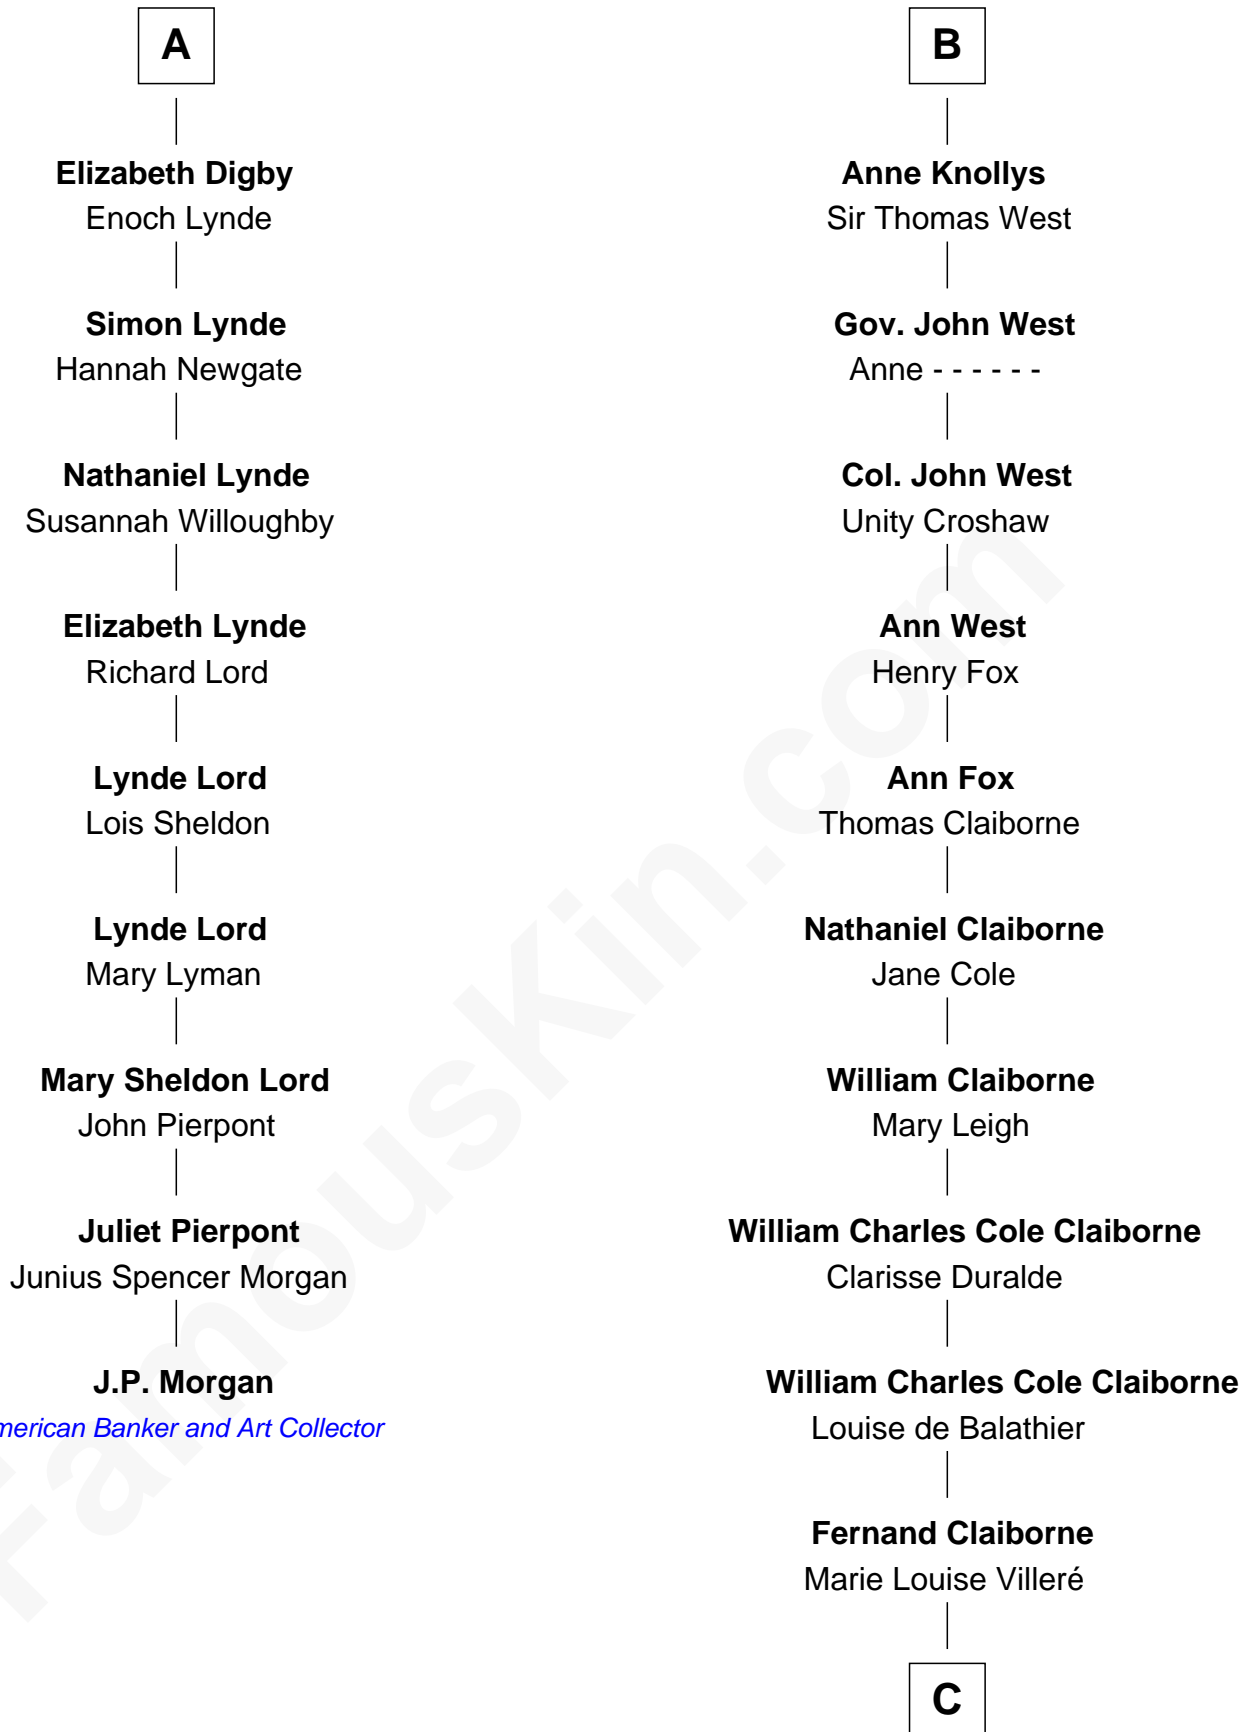 A
Elizabeth Digby
Enoch Lynde
Simon Lynde
Hannah Newgate
Nathaniel Lynde
Susannah Willoughby
Elizabeth Lynde
Richard Lord
Lynde Lord
Lois Sheldon
Lynde Lord
Mary Lyman
Mary Sheldon Lord
John Pierpont
Juliet Pierpont
Junius Spencer Morgan
J.P. Morgan
merican Banker and Art Collector
B
Anne Knollys
Sir Thomas West
Gov. John West
Anne - - - - - -
Col. John West
Unity Croshaw
Ann West
Henry Fox
Ann Fox
Thomas Claiborne
Nathaniel Claiborne
Jane Cole
William Claiborne
Mary Leigh
William Charles Cole Claiborne
Clarisse Duralde
William Charles Cole Claiborne
Louise de Balathier
Fernand Claiborne
Marie Louise Villeré
C
FamousKin.com